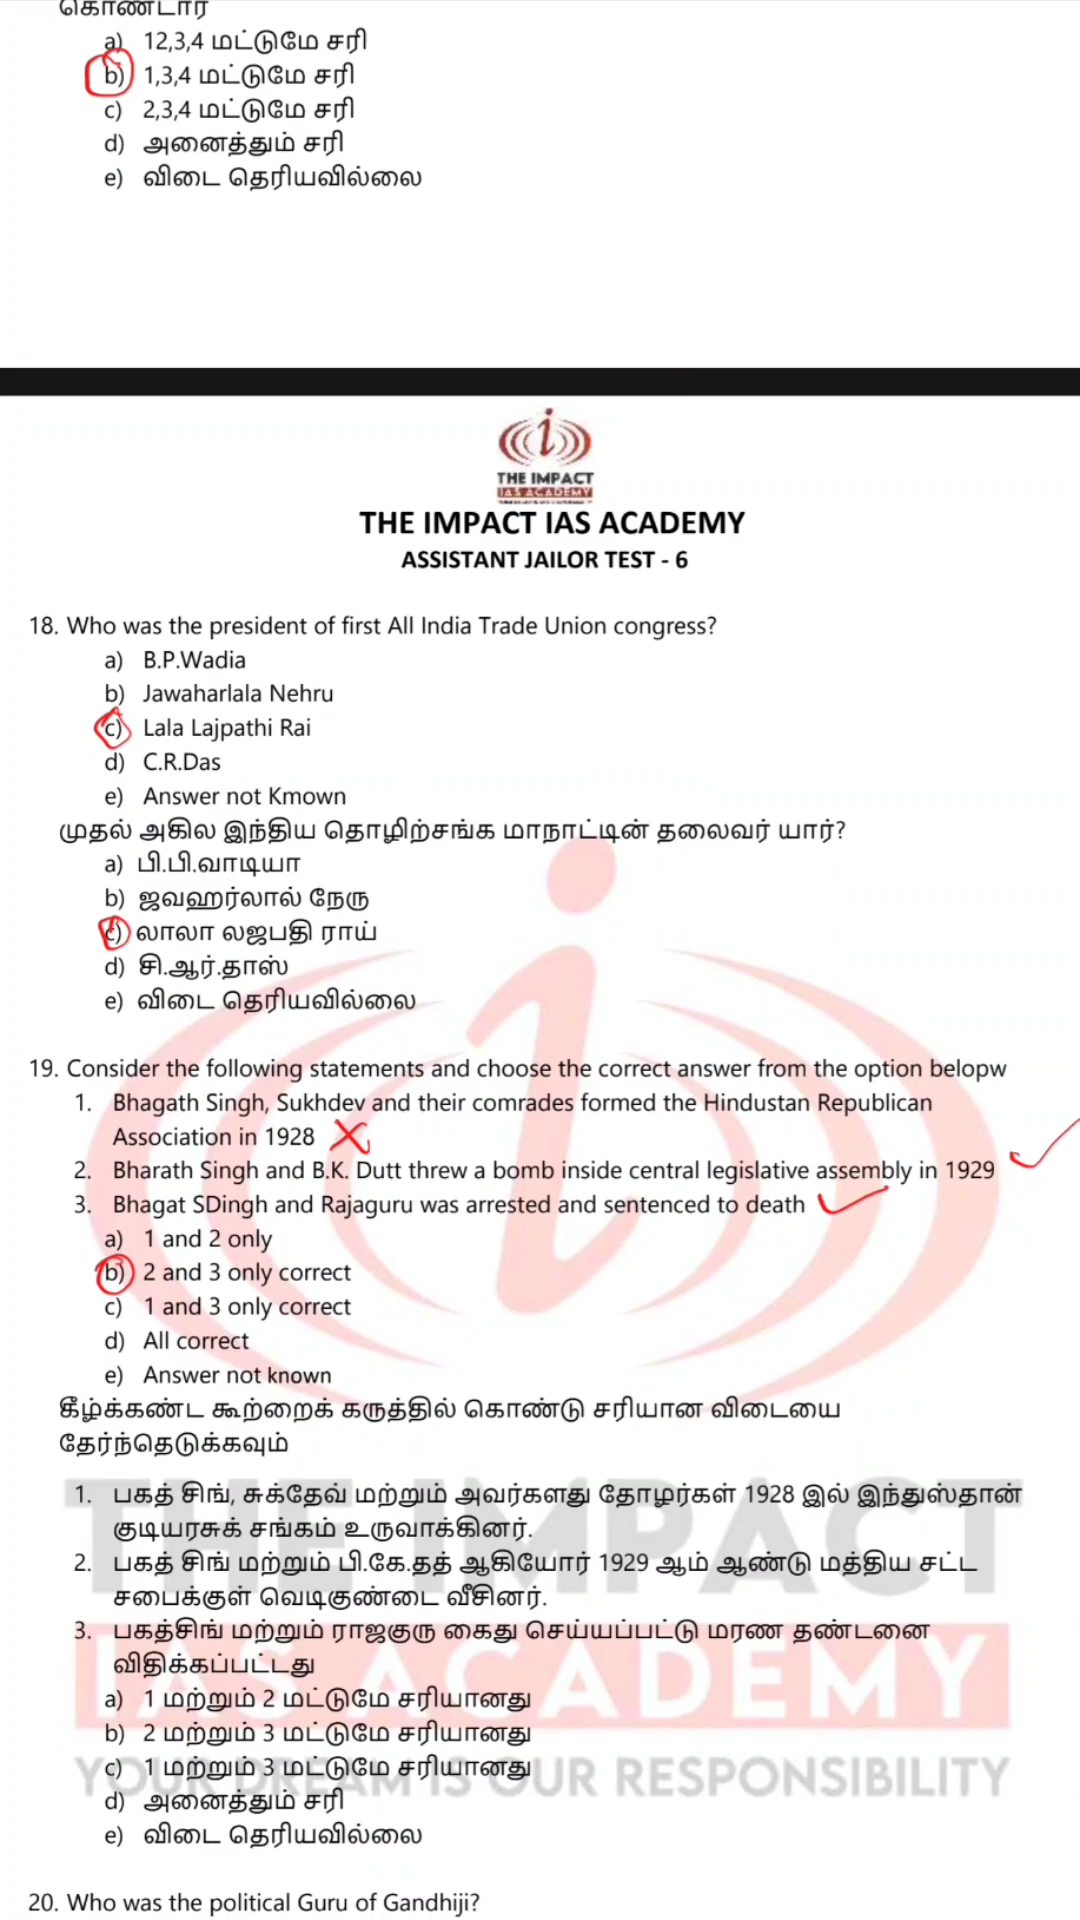 கொண்டார்
a) 12,3,4 மட்டுமே சரி
b) 1,3,4 மட்டுமே சரி
c) 2,3,4 மட்டுமே சரி
d) அனைத்தும் சரி
e) விடை தெரியவில்லை
THE IMPACT
IAS ACADEMY
THE IMPACT IAS ACADEMY
ASSISTANT JAILOR TEST - 6
18. Who was the president of first All India Trade Union congress?
a) B.P.Wadia
b) Jawaharlala Nehru
c) Lala Lajpathi Rai
d) C.R.Das
e) Answer not Kmown
முதல் அகில இந்திய தொழிற்சங்க மாநாட்டின் தலைவர் யார்?
a) பி.பி.வாடியா
b) ஜவஹர்லால் நேரு
c) லாலா லஜபதி ராய்
d) சி.ஆர்.தாஸ்
e) விடை தெரியவில்லை
19. Consider the following statements and choose the correct answer from the option belopw
1. Bhagath Singh, Sukhdev and their comrades formed the Hindustan Republican
Association in 1928
2. Bharath Singh and B.K. Dutt threw a bomb inside central legislative assembly in 1929
3. Bhagat SDingh and Rajaguru was arrested and sentenced to death
a) 1 and 2 only
b) 2 and 3 only correct
c) 1 and 3 only correct
d) All correct
e) Answer not known
கீழ்க்கண்ட கூற்றைக் கருத்தில் கொண்டு சரியான விடையை
தேர்ந்தெடுக்கவும்
1. பகத் சிங், சுக்தேவ் மற்றும் அவர்களது தோழர்கள் 1928 இல் இந்துஸ்தான்
குடியரசுக் சங்கம் உருவாக்கினர்.
2. பகத் சிங் மற்றும் பி.கே.தத் ஆகியோர் 1929 ஆம் ஆண்டு மத்திய சட்ட
சபைக்குள் வெடிகுண்டை வீசினர்.
3. பகத்சிங் மற்றும் ராஜகுரு கைது செய்யப்பட்டு மரண தண்டனை
விதிக்கப்பட்டது
a) 1 மற்றும் 2 மட்டுமே சரியானது
b) 2 மற்றும் 3 மட்டுமே சரியானது
c) 1 மற்றும் 3 மட்டுமே சரியானது
d) அனைத்தும் சரி
e) விடை தெரியவில்லை
THE IMPACT
IAS ACADEMY
YOUR DREAM IS OUR RESPONSIBILITY
20. Who was the political Guru of Gandhiji?